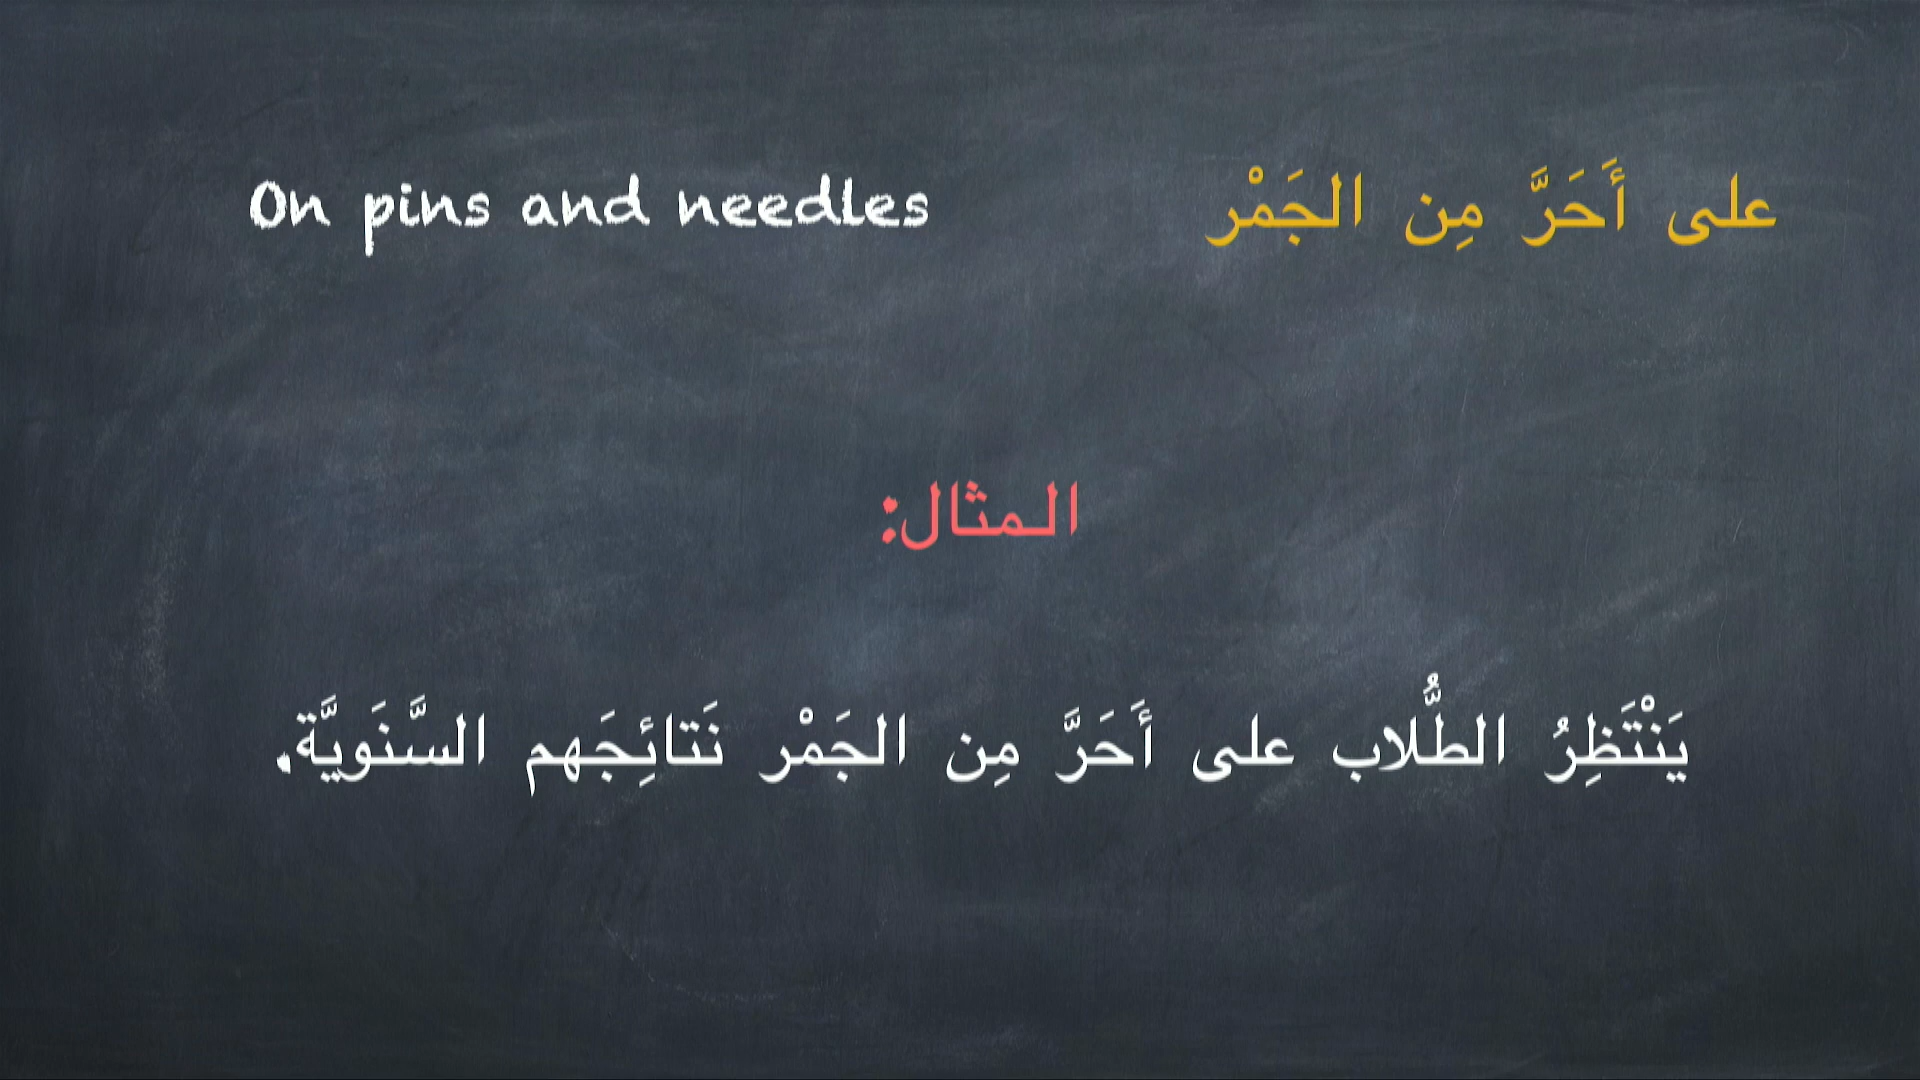 On pins and needles
على أَحَرَّ مِن الجَمْر
المثال:
يَنْتَظِرُ الطُّلاب على أَحَرَّ مِن الجَمْر نَتائِجَهم السَّنَويَّة.